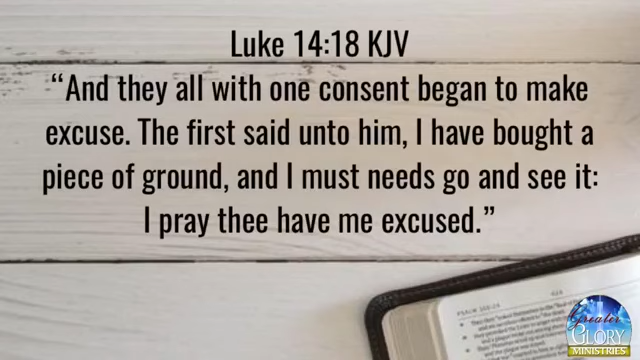 Luke 14:18 KJV
“And they all with one consent began to make
excuse. The first said unto him, I have bought a
piece of ground, and I must needs go and see it:
I pray thee have me excused.”
Greater
GLORY
MINISTRIES